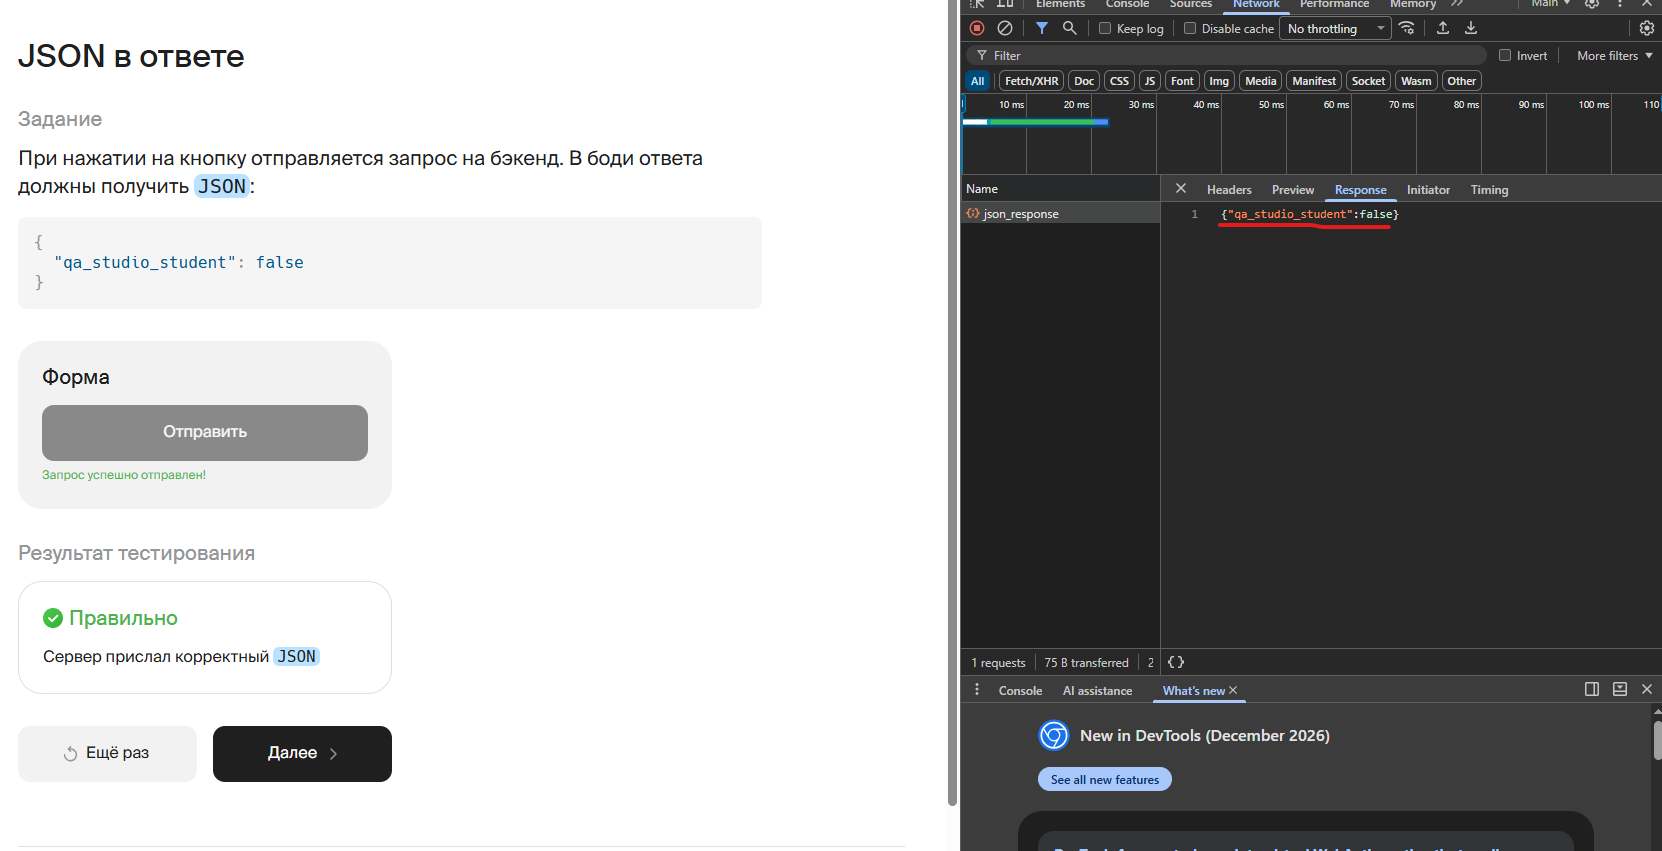 JSON в ответе
Задание
При нажатии на кнопку отправляется запрос на бэкенд. В боди ответа
должны получить JSON:
{
"qa_studio_student": false
}
Форма
Отправить
Запрос успешно отправлен!
Результат тестирования
Правильно
Сервер прислал корректный JSON
Ещё раз
Далее
Elements Console Sources Network Performance Memory Main
Keep log Disable cache No throttling
Filter Invert More filters
All Fetch/XHR Doc CSS JS Font Img Media Manifest Socket Wasm Other
10 ms 20 ms 30 ms 40 ms 50 ms 60 ms 70 ms 80 ms 90 ms 100 ms 110
Name Headers Preview Response Initiator Timing
json_response 1 {"qa_studio_student":false}
1 requests 75 B transferred 2 {}
Console AI assistance What's new
New in DevTools (December 2026)
See all new features